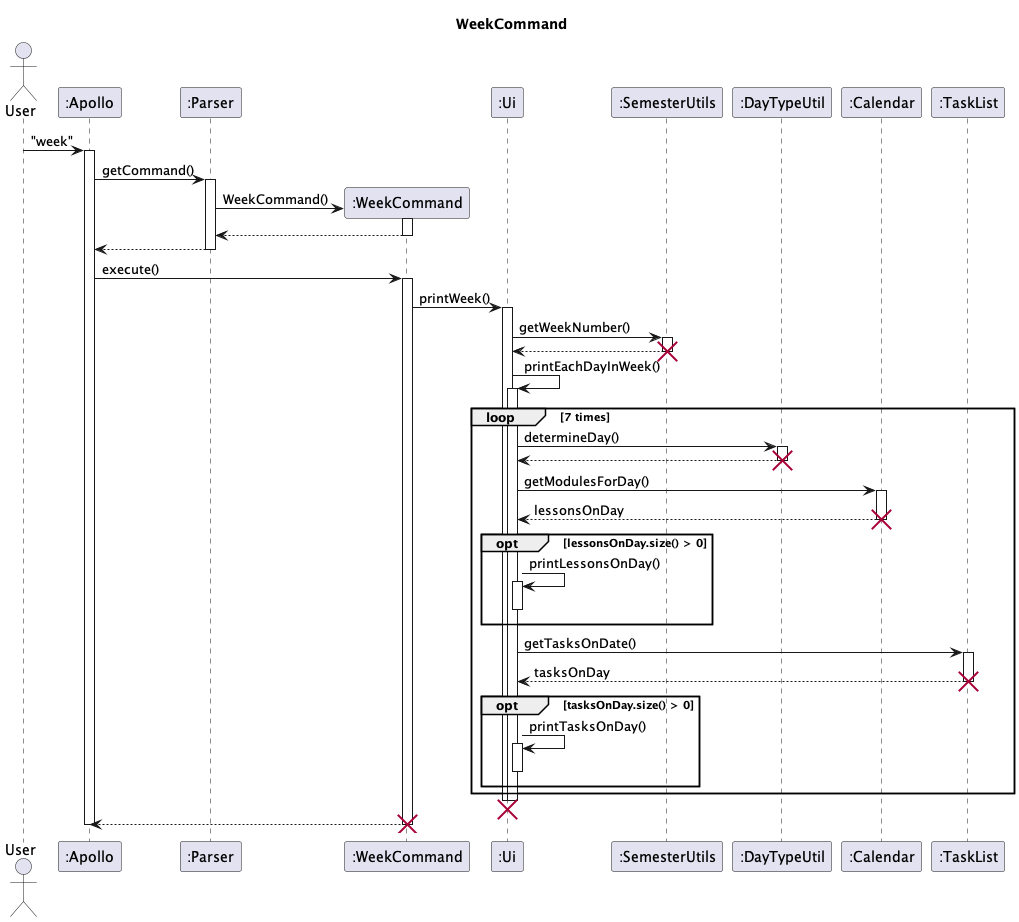 WeekCommand
User
:Apollo
:Parser
:Ui
:SemesterUtils
:DayTypeUtil
:Calendar
:TaskList
"week"
getCommand()
WeekCommand()
:WeekCommand
execute()
printWeek()
getWeekNumber()
printEachDayInWeek()
loop [7 times]
determineDay()
getModulesForDay()
lessonsOnDay
opt [lessonsOnDay.size() > 0]
printLessonsOnDay()
getTasksOnDate()
tasksOnDay
opt [tasksOnDay.size() > 0]
printTasksOnDay()
User
:Apollo
:Parser
:WeekCommand
:Ui
:SemesterUtils
:DayTypeUtil
:Calendar
:TaskList